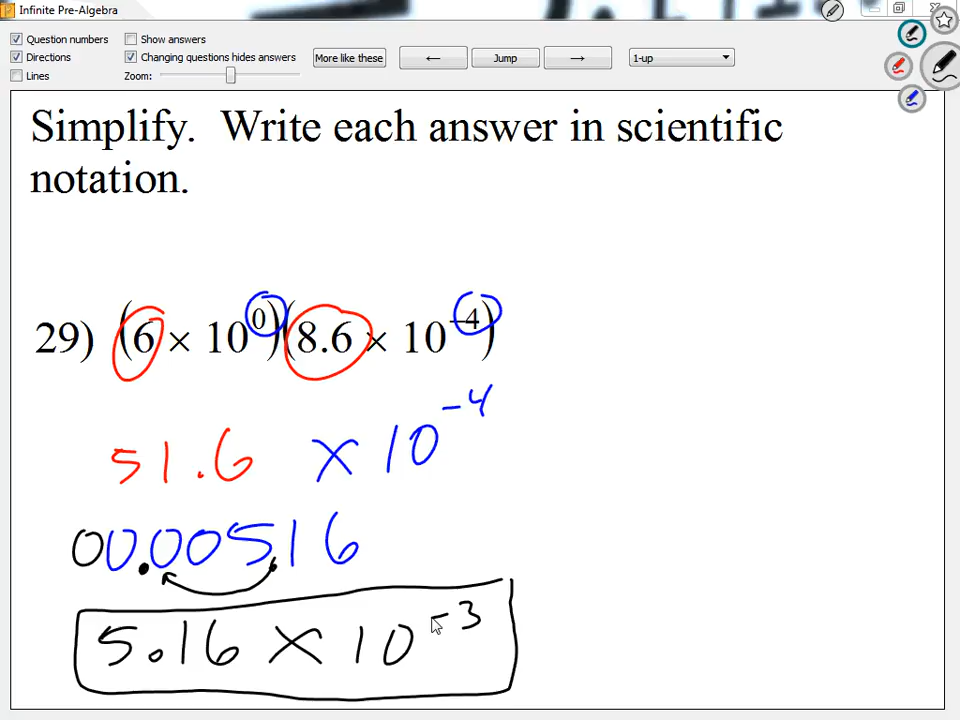 Infinite Pre-Algebra
Question numbers Show answers
Directions Changing questions hides answers More like these ← Jump → 1-up
Lines Zoom:
Simplify. Write each answer in scientific
notation.
29) (6 × 10^0)(8.6 × 10^-4)
51.6 × 10^-4
00.005.16
5.16 × 10^-3